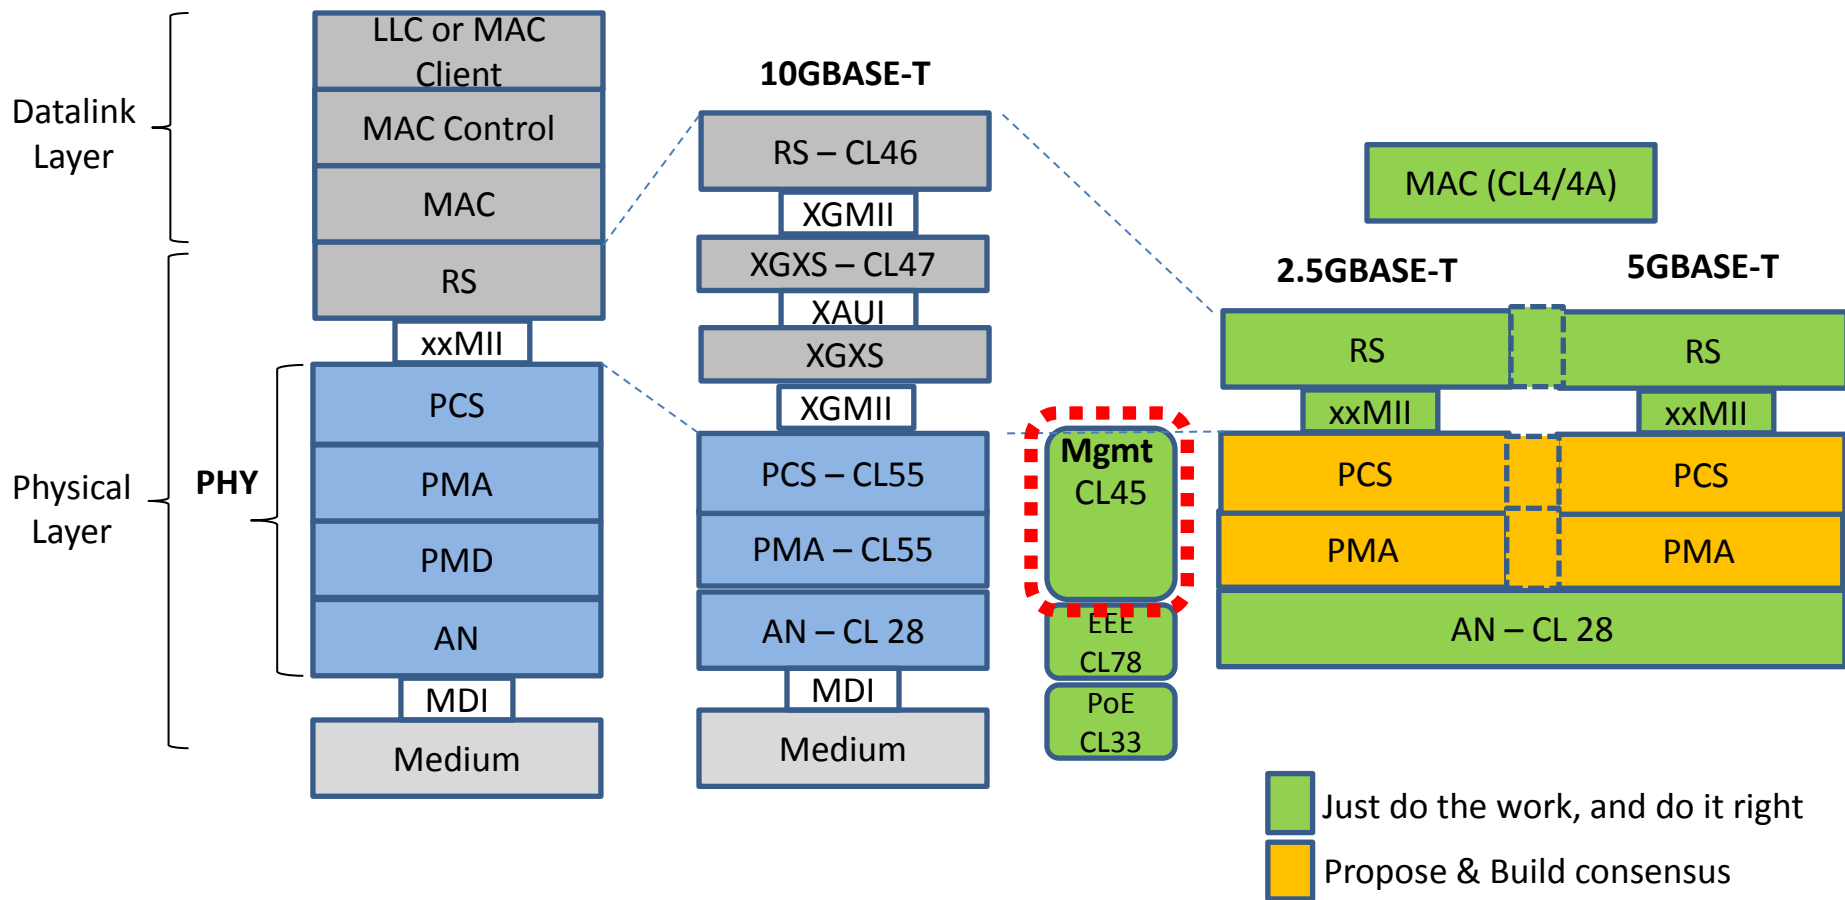 Datalink
Layer
Physical
Layer
PHY
LLC or MAC
Client
MAC Control
MAC
RS
xxMII
PCS
PMA
PMD
AN
MDI
Medium
10GBASE-T
RS – CL46
XGMII
XGXS – CL47
XAUI
XGXS
XGMII
PCS – CL55
PMA – CL55
AN – CL 28
MDI
Medium
Mgmt
CL45
EEE
CL78
PoE
CL33
MAC (CL4/4A)
2.5GBASE-T
5GBASE-T
RS
RS
xxMII
xxMII
PCS
PCS
PMA
PMA
AN – CL 28
Just do the work, and do it right
Propose & Build consensus